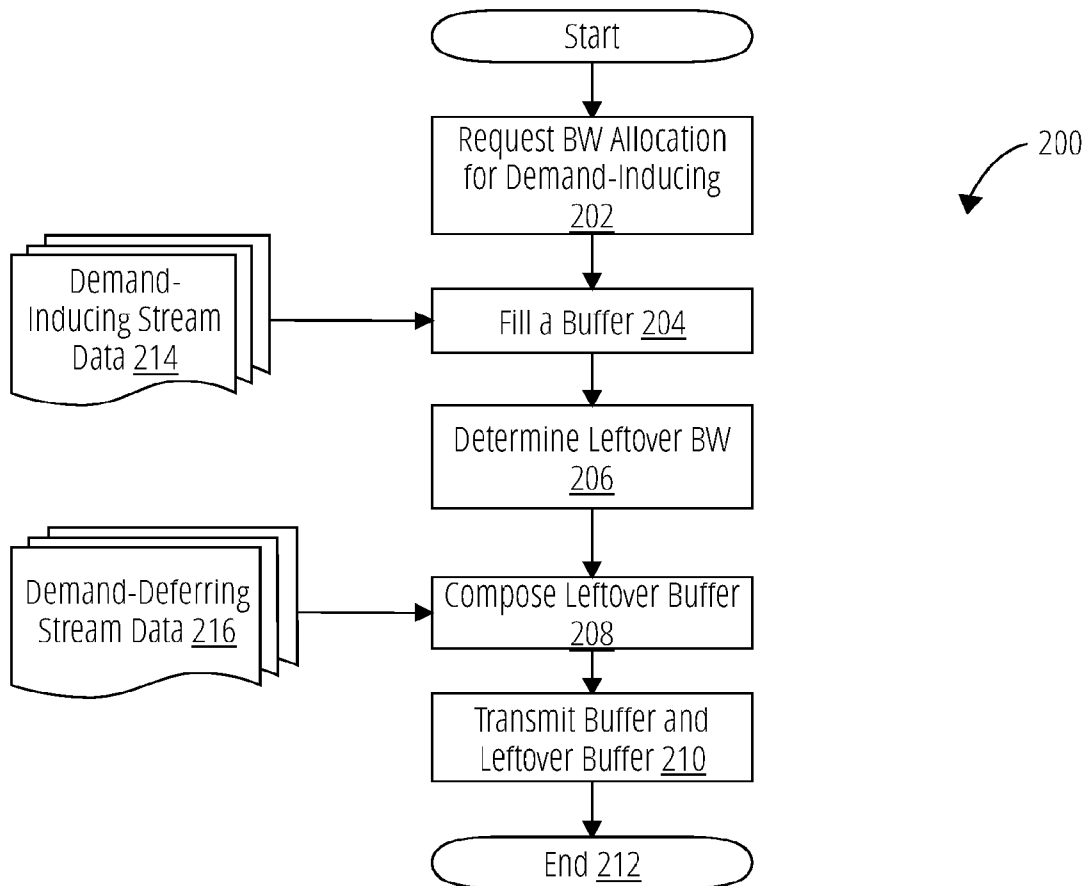 Start
Request BW Allocation
for Demand-Inducing
202
200
Demand-
Inducing Stream
Data 214
Fill a Buffer 204
Determine Leftover BW
206
Demand-Deferring
Stream Data 216
Compose Leftover Buffer
208
Transmit Buffer and
Leftover Buffer 210
End 212